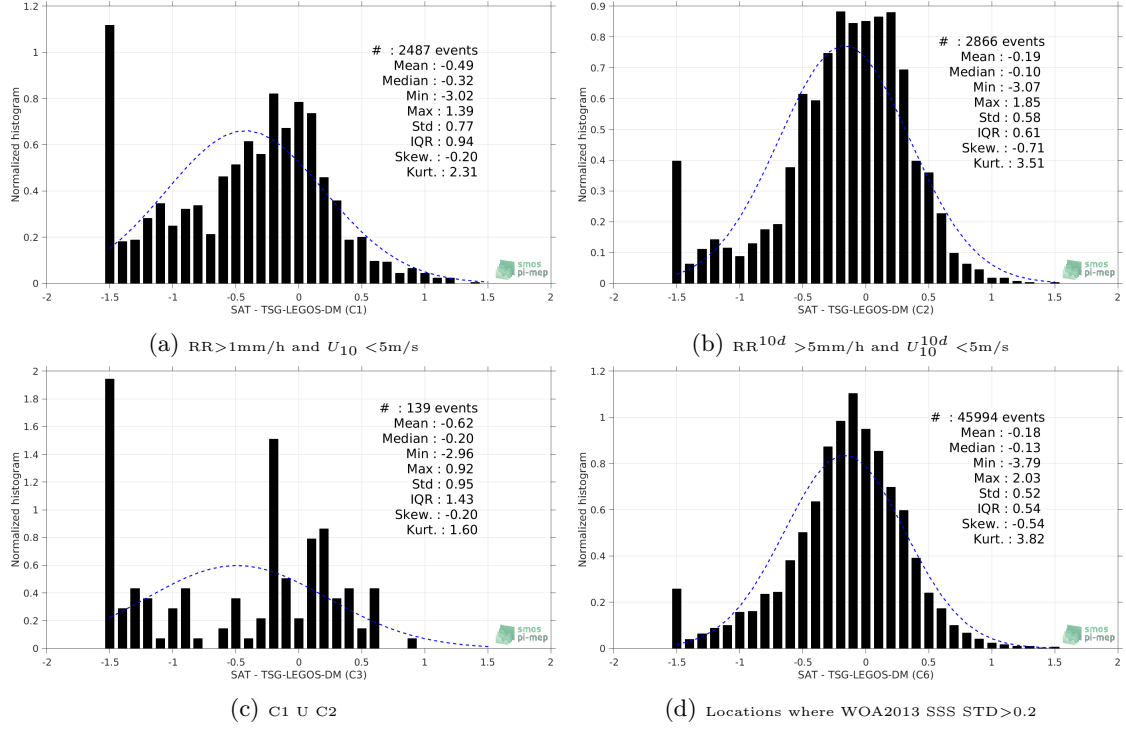 1.2
1
0.8
0.6
0.4
0.2
0
Normalized histogram
# : 2487 events
Mean : -0.49
Median : -0.32
Min : -3.02
Max : 1.39
Std : 0.77
IQR : 0.94
Skew. : -0.20
Kurt. : 2.31
smos
pi-mep
-2 -1.5 -1 -0.5 0 0.5 1 1.5 2
SAT - TSG-LEGOS-DM (C1)
(a) RR>1mm/h and U10 <5m/s
0.9
0.8
0.7
0.6
0.5
0.4
0.3
0.2
0.1
0
Normalized histogram
# : 2866 events
Mean : -0.19
Median : -0.10
Min : -3.07
Max : 1.85
Std : 0.58
IQR : 0.61
Skew. : -0.71
Kurt. : 3.51
smos
pi-mep
-2 -1.5 -1 -0.5 0 0.5 1 1.5 2
SAT - TSG-LEGOS-DM (C2)
(b) RR10d >5mm/h and U10d10 <5m/s
2
1.8
1.6
1.4
1.2
1
0.8
0.6
0.4
0.2
0
Normalized histogram
# : 139 events
Mean : -0.62
Median : -0.20
Min : -2.96
Max : 0.92
Std : 0.95
IQR : 1.43
Skew. : -0.20
Kurt. : 1.60
smos
pi-mep
-2 -1.5 -1 -0.5 0 0.5 1 1.5 2
SAT - TSG-LEGOS-DM (C3)
(c) C1 U C2
1.2
1
0.8
0.6
0.4
0.2
0
Normalized histogram
# : 45994 events
Mean : -0.18
Median : -0.13
Min : -3.79
Max : 2.03
Std : 0.52
IQR : 0.54
Skew. : -0.54
Kurt. : 3.82
smos
pi-mep
-2 -1.5 -1 -0.5 0 0.5 1 1.5 2
SAT - TSG-LEGOS-DM (C6)
(d) Locations where WOA2013 SSS STD>0.2